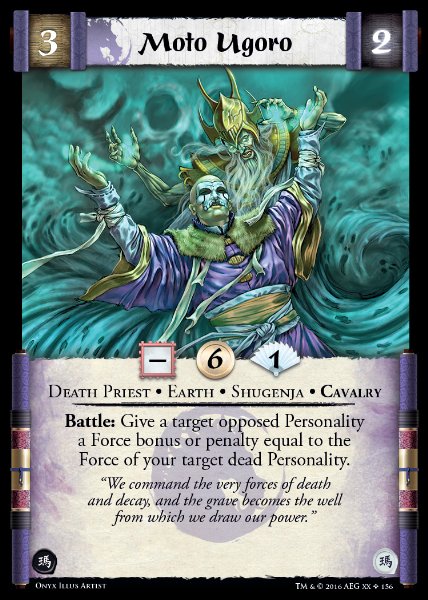 3
Moto Ugoro
2
–
6
1
Death Priest • Earth • Shugenja • Cavalry
Battle: Give a target opposed Personality
a Force bonus or penalty equal to the
Force of your target dead Personality.
“We command the very forces of death
and decay, and the grave becomes the well
from which we draw our power.”
瑪
瑪
Onyx Illus Artist
TM & © 2016 AEG XX ❖ 156